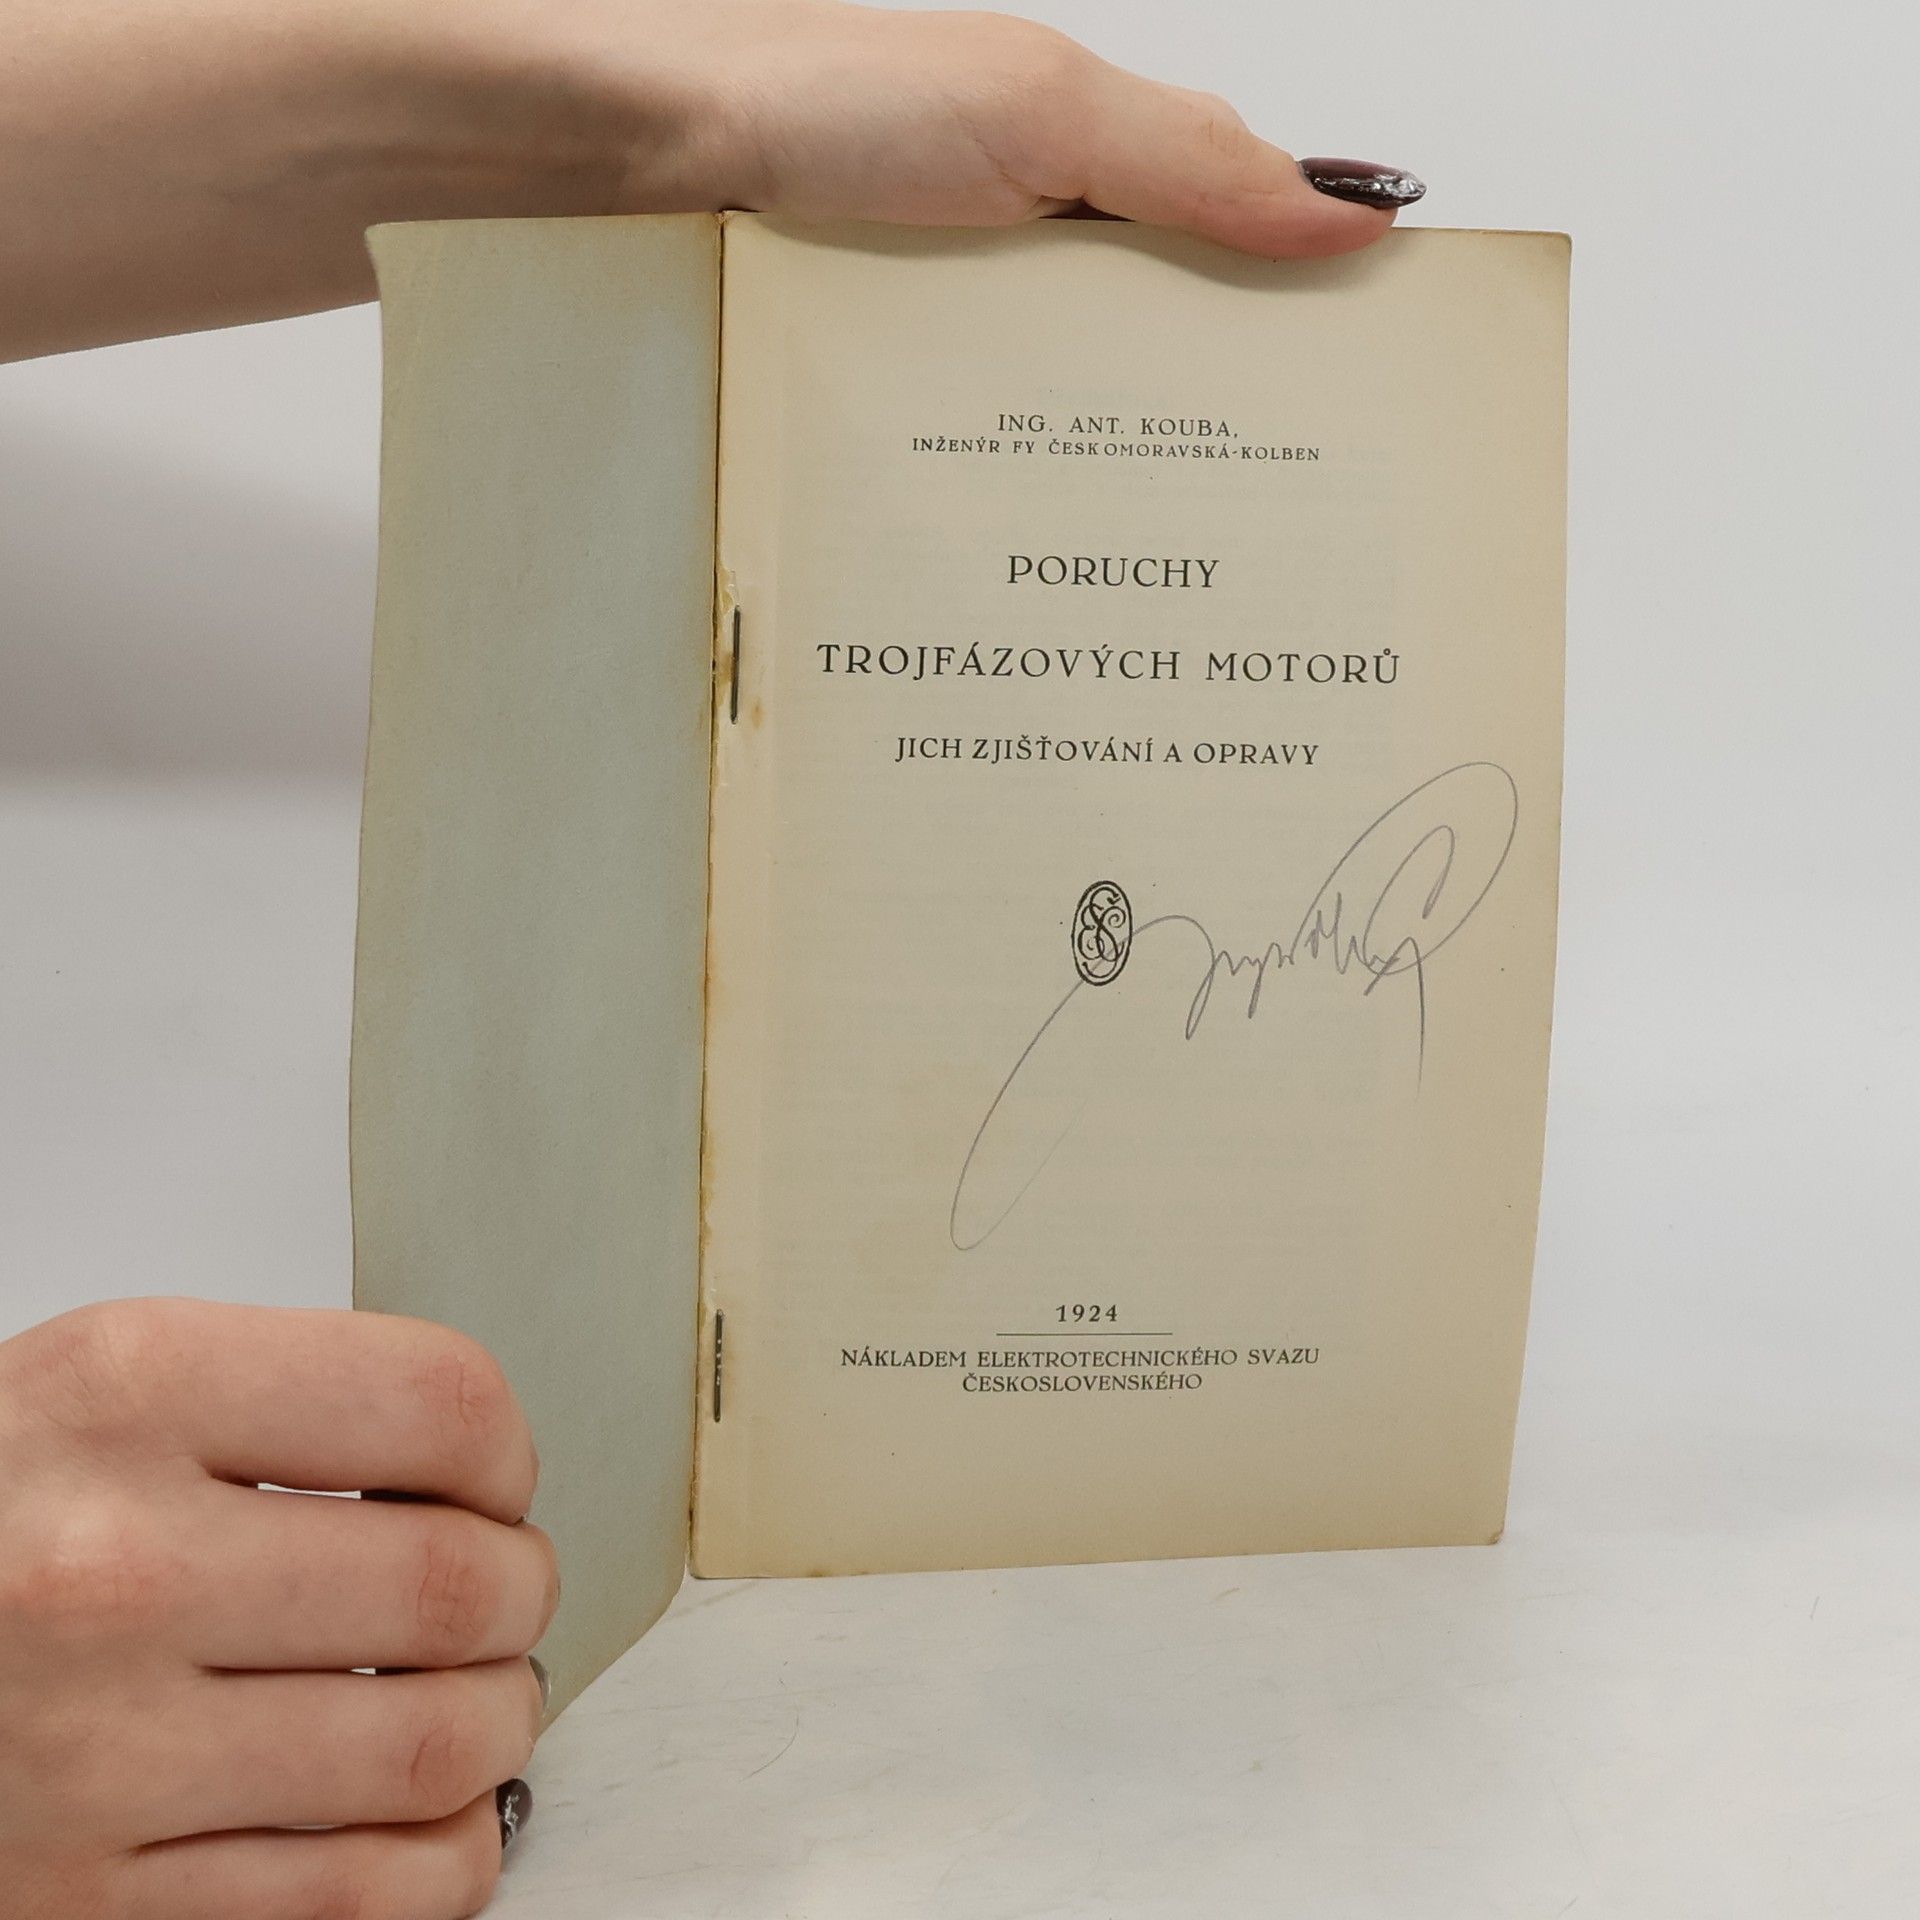 ING. ANT. KOUBA,
INŽENÝR FY ČESKOMORAVSKÁ-KOLBEN
PORUCHY
TROJFÁZOVÝCH MOTORŮ
JICH ZJIŠŤOVÁNÍ A OPRAVY
1924
NÁKLADEM ELEKTROTECHNICKÉHO SVAZU
ČESKOSLOVENSKÉHO